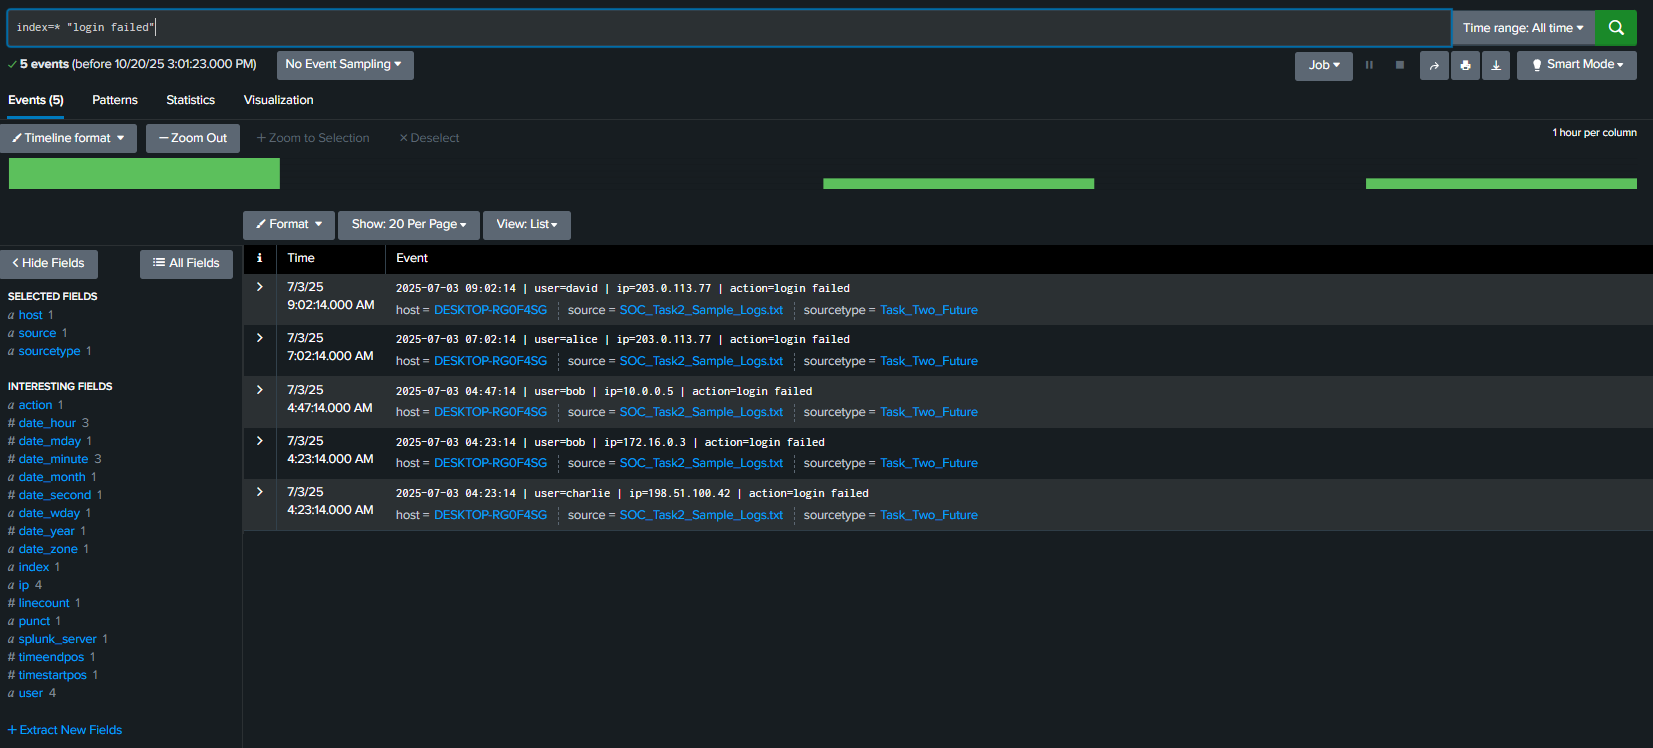 index=* "login failed"
Time range: All time
5 events (before 10/20/25 3:01:23.000 PM)
No Event Sampling
Job
Smart Mode
Events (5)
Patterns
Statistics
Visualization
Timeline format
— Zoom Out
+ Zoom to Selection
× Deselect
1 hour per column
Format
Show: 20 Per Page
View: List
< Hide Fields
All Fields
SELECTED FIELDS
a host 1
a source 1
a sourcetype 1
INTERESTING FIELDS
a action 1
# date_hour 3
# date_mday 1
# date_minute 3
a date_month 1
# date_second 1
a date_wday 1
# date_year 1
a date_zone 1
a index 1
a ip 4
# linecount 1
a punct 1
a splunk_server 1
# timeendpos 1
# timestartpos 1
a user 4
+ Extract New Fields
i Time Event
> 7/3/25 2025-07-03 09:02:14 | user=david | ip=203.0.113.77 | action=login failed
9:02:14.000 AM host = DESKTOP-RG0F4SG source = SOC_Task2_Sample_Logs.txt sourcetype = Task_Two_Future
> 7/3/25 2025-07-03 07:02:14 | user=alice | ip=203.0.113.77 | action=login failed
7:02:14.000 AM host = DESKTOP-RG0F4SG source = SOC_Task2_Sample_Logs.txt sourcetype = Task_Two_Future
> 7/3/25 2025-07-03 04:47:14 | user=bob | ip=10.0.0.5 | action=login failed
4:47:14.000 AM host = DESKTOP-RG0F4SG source = SOC_Task2_Sample_Logs.txt sourcetype = Task_Two_Future
> 7/3/25 2025-07-03 04:23:14 | user=bob | ip=172.16.0.3 | action=login failed
4:23:14.000 AM host = DESKTOP-RG0F4SG source = SOC_Task2_Sample_Logs.txt sourcetype = Task_Two_Future
> 7/3/25 2025-07-03 04:23:14 | user=charlie | ip=198.51.100.42 | action=login failed
4:23:14.000 AM host = DESKTOP-RG0F4SG source = SOC_Task2_Sample_Logs.txt sourcetype = Task_Two_Future